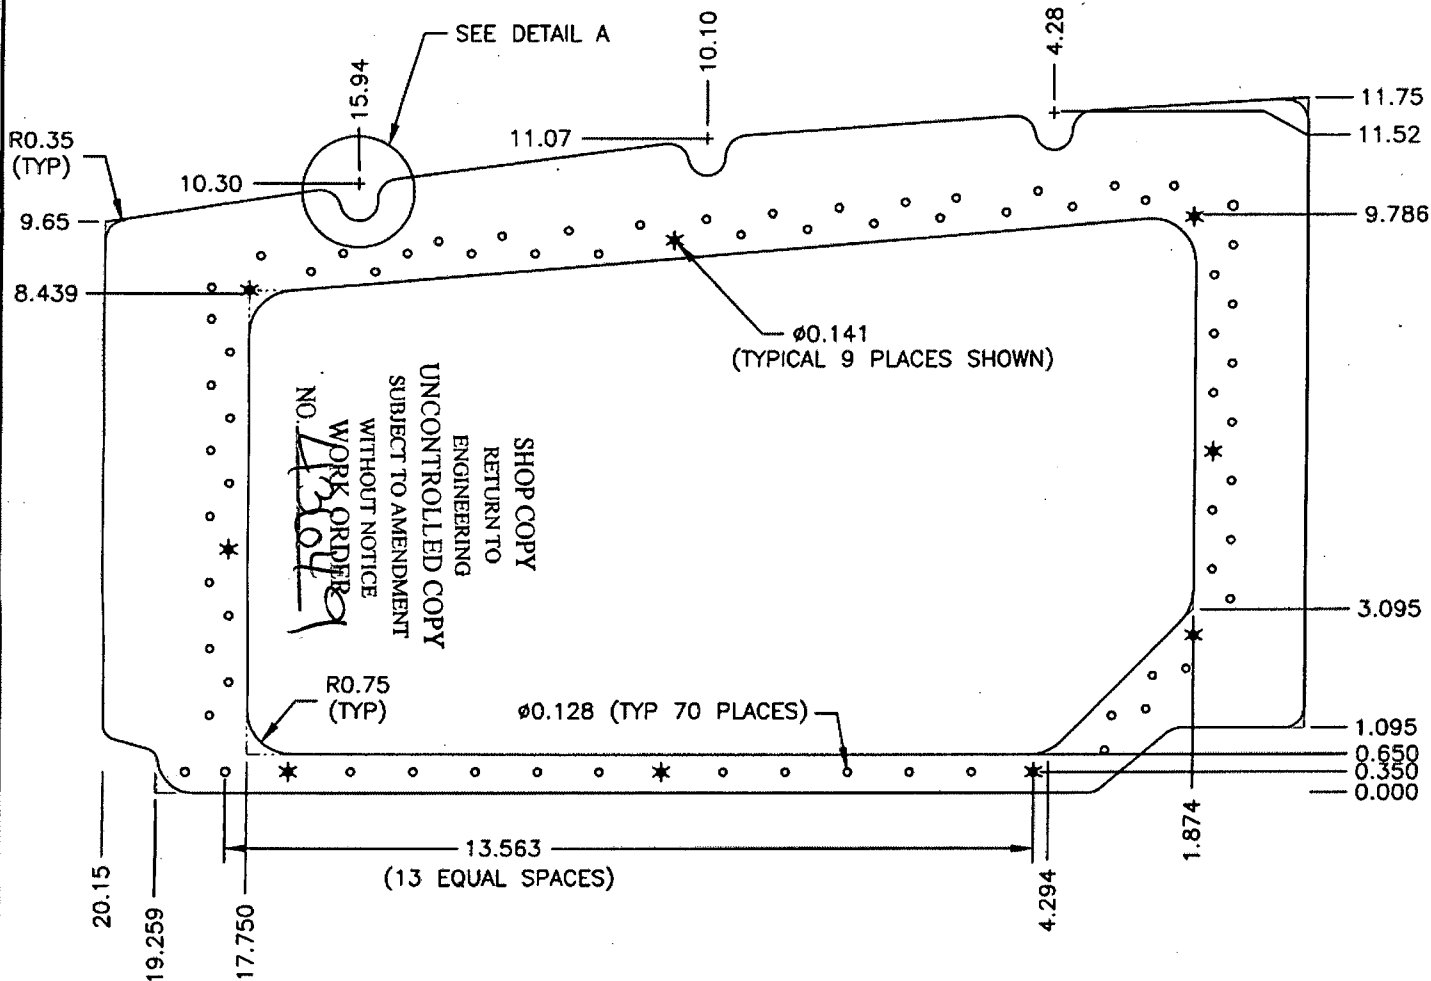 SEE DETAIL A
15.94
10.10
4.28
11.75
11.52
R0.35
(TYP)
11.07
10.30
9.65
9.786
8.439
ø0.141
(TYPICAL 9 PLACES SHOWN)
SHOP COPY
RETURN TO
ENGINEERING
UNCONTROLLED COPY
SUBJECT TO AMENDMENT
WITHOUT NOTICE
WORK ORDER
NO.
3.095
R0.75
(TYP)
ø0.128 (TYP 70 PLACES)
1.095
0.650
0.350
0.000
13.563
(13 EQUAL SPACES)
20.15
19.259
17.750
4.294
1.874